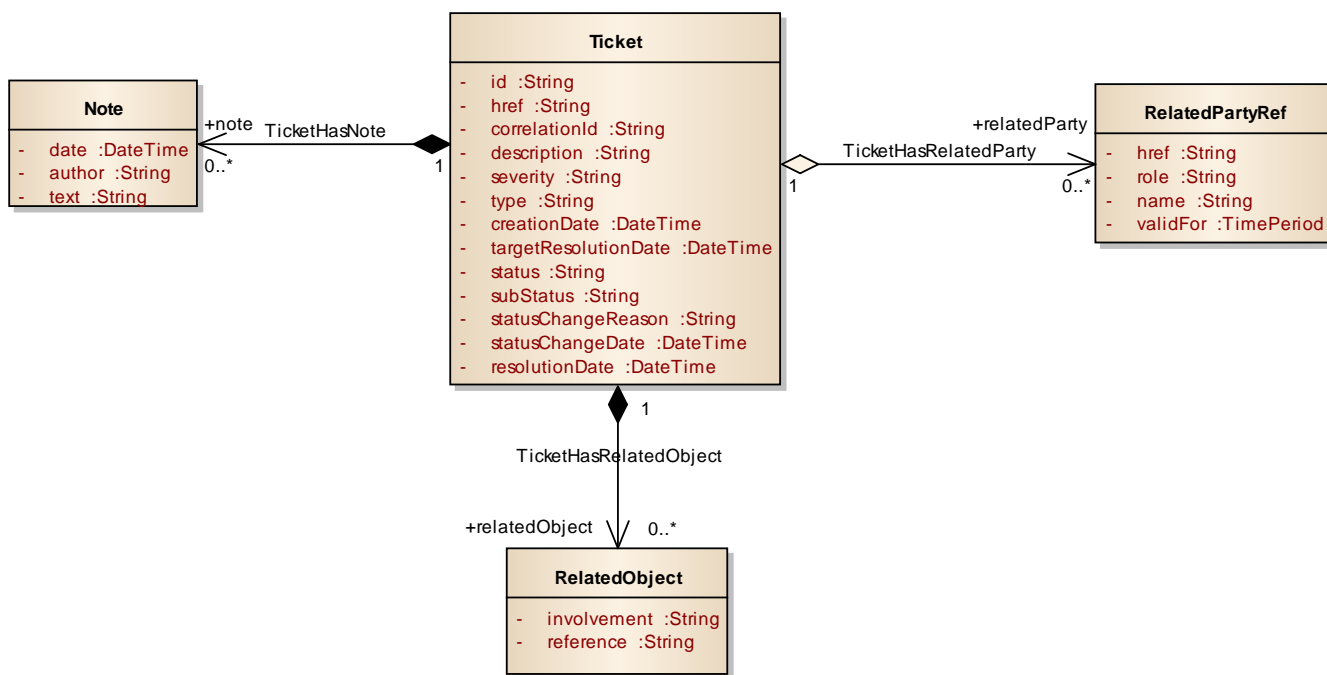 Ticket
- id :String
- href :String
- correlationId :String
- description :String
- severity :String
- type :String
- creationDate :DateTime
- targetResolutionDate :DateTime
- status :String
- subStatus :String
- statusChangeReason :String
- statusChangeDate :DateTime
- resolutionDate :DateTime
Note
- date :DateTime
- author :String
- text :String
+note
TicketHasNote
0..*
1
RelatedPartyRef
- href :String
- role :String
- name :String
- validFor :TimePeriod
+relatedParty
TicketHasRelatedParty
1
0..*
1
TicketHasRelatedObject
+relatedObject
0..*
RelatedObject
- involvement :String
- reference :String